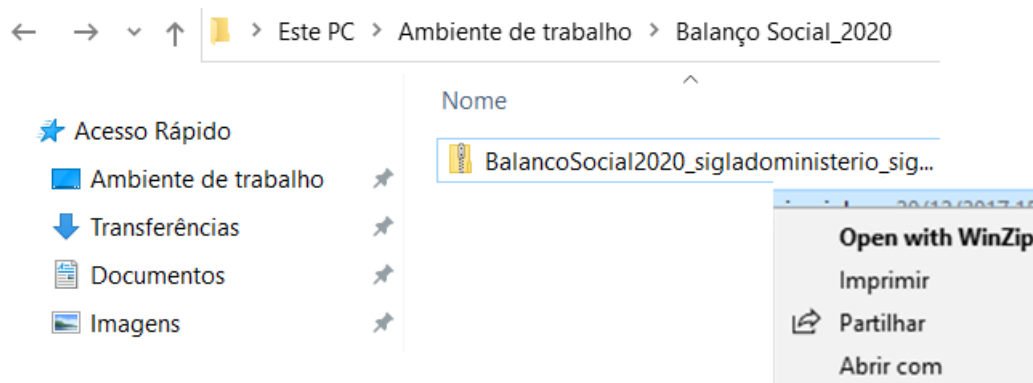 Este PC > Ambiente de trabalho > Balanço Social_2020
Nome
Acesso Rápido
BalancoSocial2020_sigladoministerio_sig...
Ambiente de trabalho
Transferências
Documentos
Imagens
Open with WinZip
Imprimir
Partilhar
Abrir com